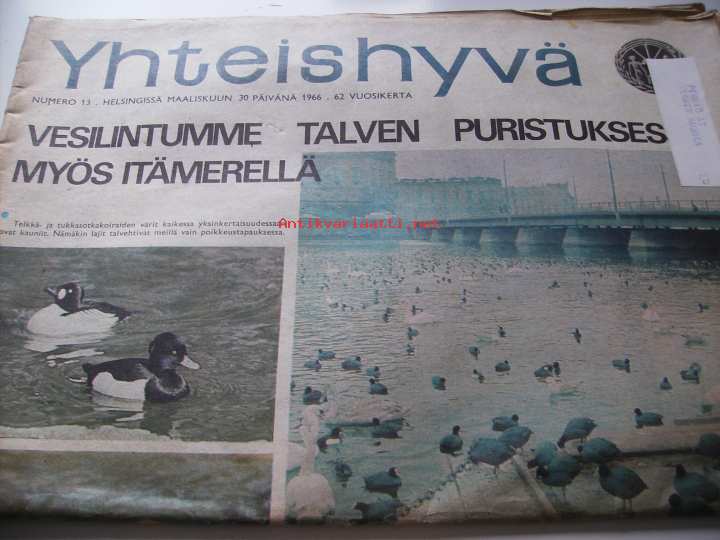 Yhteishyvä
NUMERO 13 . HELSINGISSÄ MAALISKUUN 30 PÄIVÄNÄ 1966 . 62 VUOSIKERTA
VESILINTUMME TALVEN PURISTUKSES
MYÖS ITÄMERELLÄ
Antikvariaatti.net
Telkkä- ja tukkasotkakoiraiden värit kaikessa yksinkertaisuudessaan
ovat kauniit. Nämäkin lajit talvehtivat meillä vain poikkeustapauksessa.